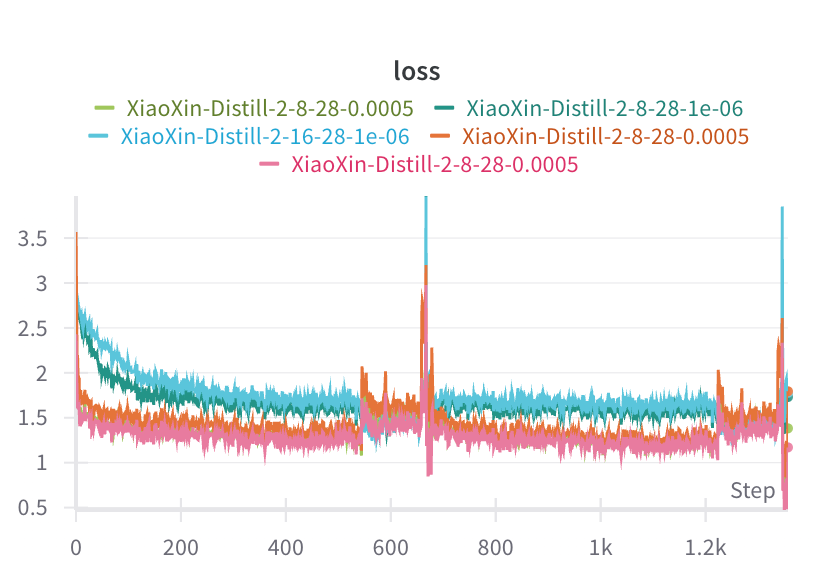 loss
XiaoXin-Distill-2-8-28-0.0005 XiaoXin-Distill-2-8-28-1e-06
XiaoXin-Distill-2-16-28-1e-06 XiaoXin-Distill-2-8-28-0.0005
XiaoXin-Distill-2-8-28-0.0005
3.5
3
2.5
2
1.5
1
0.5
Step
0 200 400 600 800 1k 1.2k